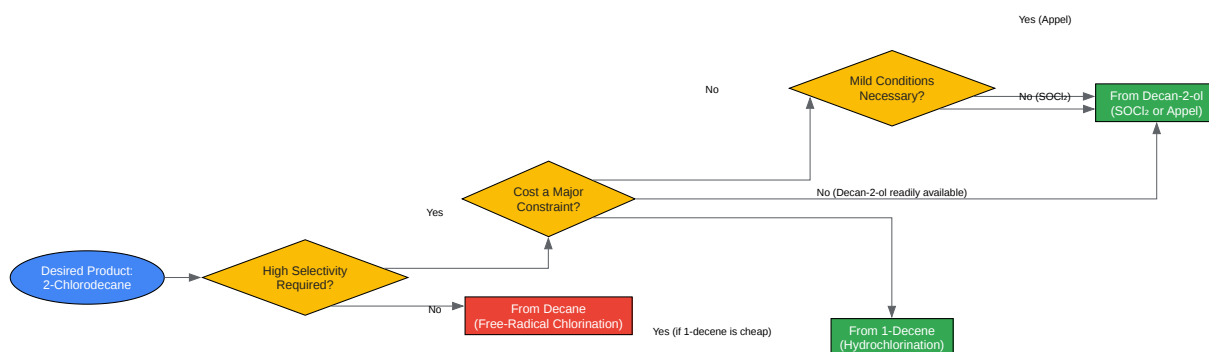 Yes (Appel)
Mild Conditions
Necessary?
No
No (SOCl₂)
From Decan-2-ol
(SOCl₂ or Appel)
Cost a Major
Constraint?
No (Decan-2-ol readily available)
Yes
High Selectivity
Required?
Desired Product:
2-Chlorodecane
No
From Decane
(Free-Radical Chlorination)
Yes (if 1-decene is cheap)
From 1-Decene
(Hydrochlorination)